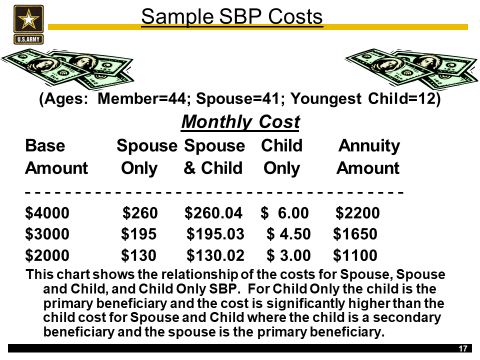 Sample SBP Costs
U.S.ARMY
(Ages: Member=44; Spouse=41; Youngest Child=12)
Monthly Cost
Base Spouse Spouse Child Annuity
Amount Only & Child Only Amount
- - - - - - - - - - - - - - - - - - - - - - - - - - - - - - - - - - - - - -
$4000 $260 $260.04 $ 6.00 $2200
$3000 $195 $195.03 $ 4.50 $1650
$2000 $130 $130.02 $ 3.00 $1100
This chart shows the relationship of the costs for Spouse, Spouse
and Child, and Child Only SBP. For Child Only the child is the
primary beneficiary and the cost is significantly higher than the
child cost for Spouse and Child where the child is a secondary
beneficiary and the spouse is the primary beneficiary.
17